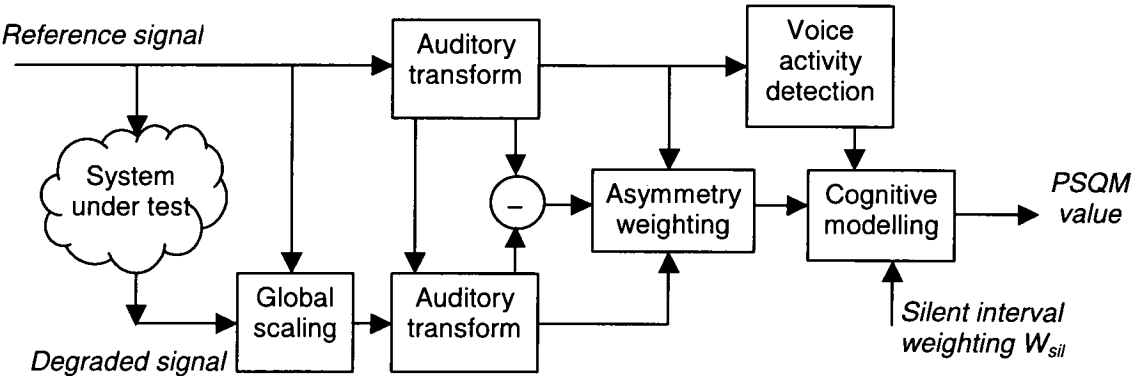 Reference signal
Auditory
transform
Voice
activity
detection
System
under test
–
Asymmetry
weighting
Cognitive
modelling
PSQM
value
Global
scaling
Auditory
transform
Silent interval
weighting Wsil
Degraded signal